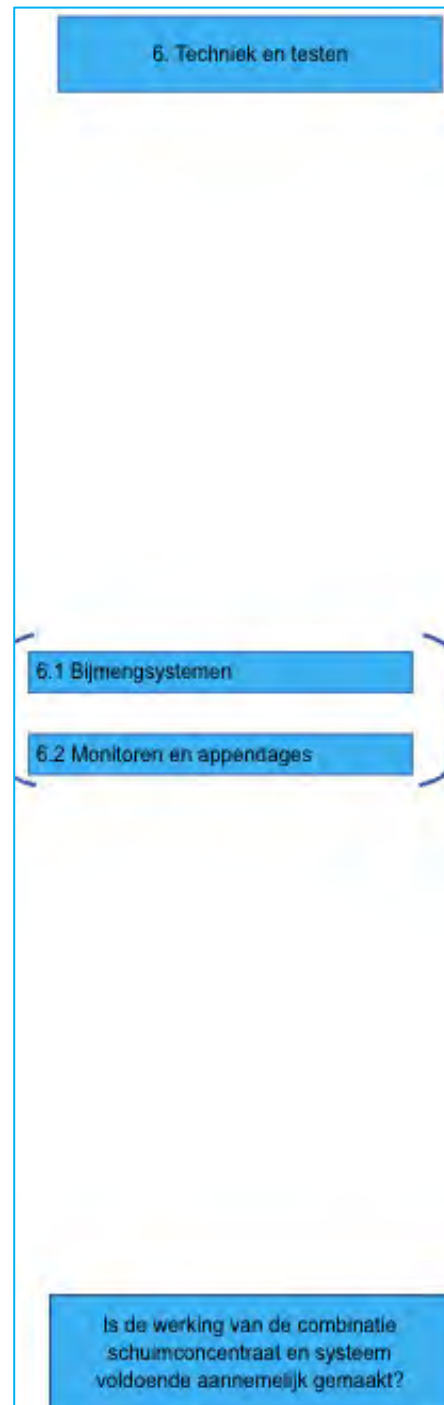 6. Techniek en testen
6.1 Bijmengsystemen
6.2 Monitoren en appendages
Is de werking van de combinatie
schuimconcentraat en systeem
voldoende aannemelijk gemaakt?